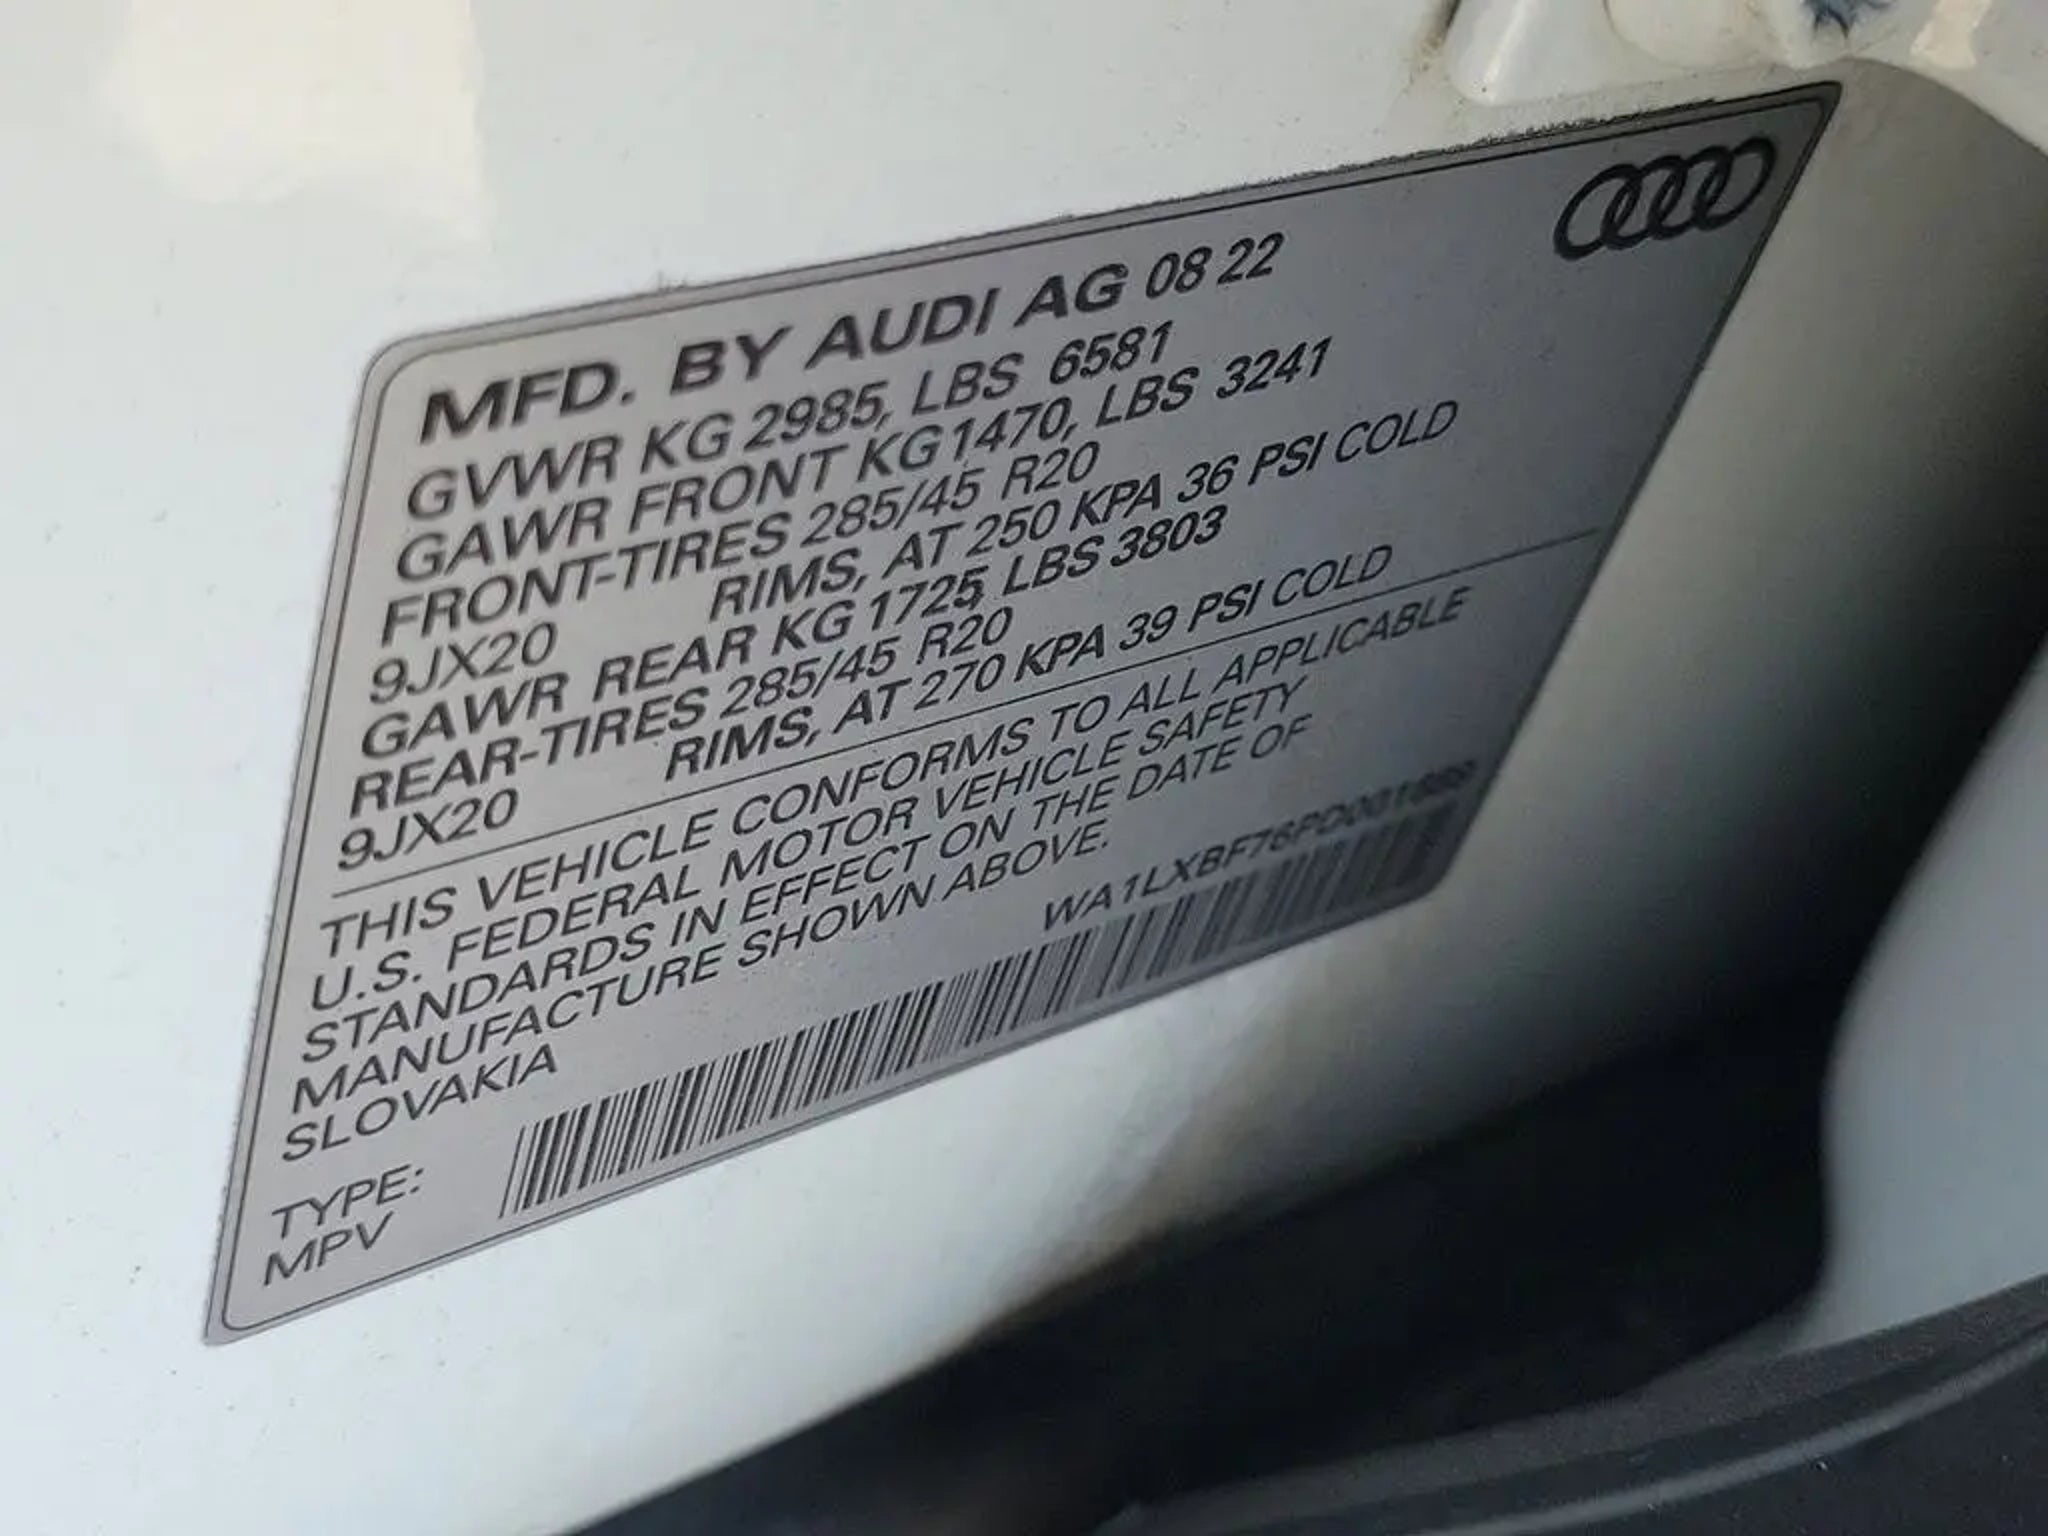 MFD. BY AUDI AG 08 22
GVWR KG 2985, LBS 6581
GAWR FRONT KG 1470, LBS 3241
FRONT-TIRES 285/45 R20
9JX20 RIMS, AT 250 KPA 36 PSI COLD
GAWR REAR KG 1725, LBS 3803
REAR-TIRES 285/45 R20
9JX20 RIMS, AT 270 KPA 39 PSI COLD
THIS VEHICLE CONFORMS TO ALL APPLICABLE
U.S. FEDERAL MOTOR VEHICLE SAFETY
STANDARDS IN EFFECT ON THE DATE OF
MANUFACTURE SHOWN ABOVE.
SLOVAKIA
TYPE:
MPV